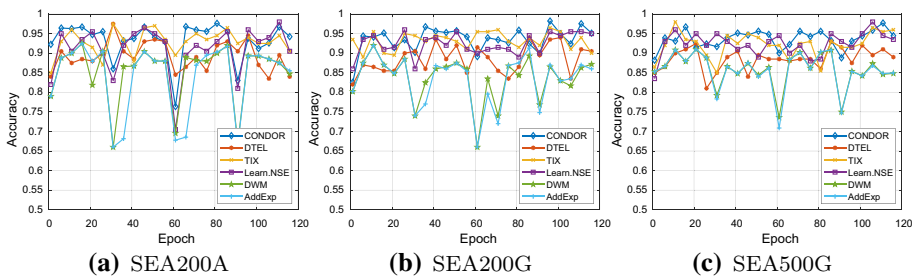 1
0.95
0.9
0.85
0.8
0.75
0.7
0.65
0.6
0.55
0.5
Accuracy
0 20 40 60 80 100 120
Epoch
CONDOR
DTEL
TIX
Learn.NSE
DWM
AddExp
(a) SEA200A
1
0.95
0.9
0.85
0.8
0.75
0.7
0.65
0.6
0.55
0.5
Accuracy
0 20 40 60 80 100 120
Epoch
CONDOR
DTEL
TIX
Learn.NSE
DWM
AddExp
(b) SEA200G
1
0.95
0.9
0.85
0.8
0.75
0.7
0.65
0.6
0.55
0.5
Accuracy
0 20 40 60 80 100 120
Epoch
CONDOR
DTEL
TIX
Learn.NSE
DWM
AddExp
(c) SEA500G